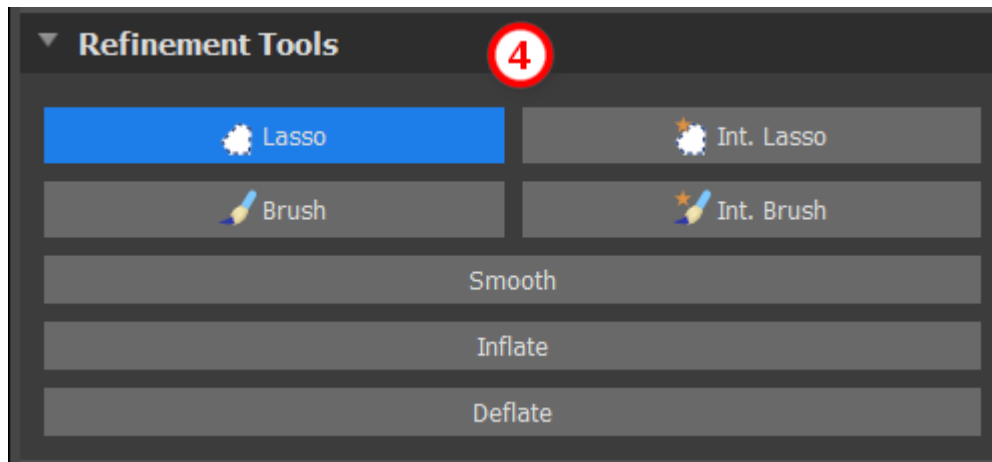 Refinement Tools
4
Lasso
Int. Lasso
Brush
Int. Brush
Smooth
Inflate
Deflate